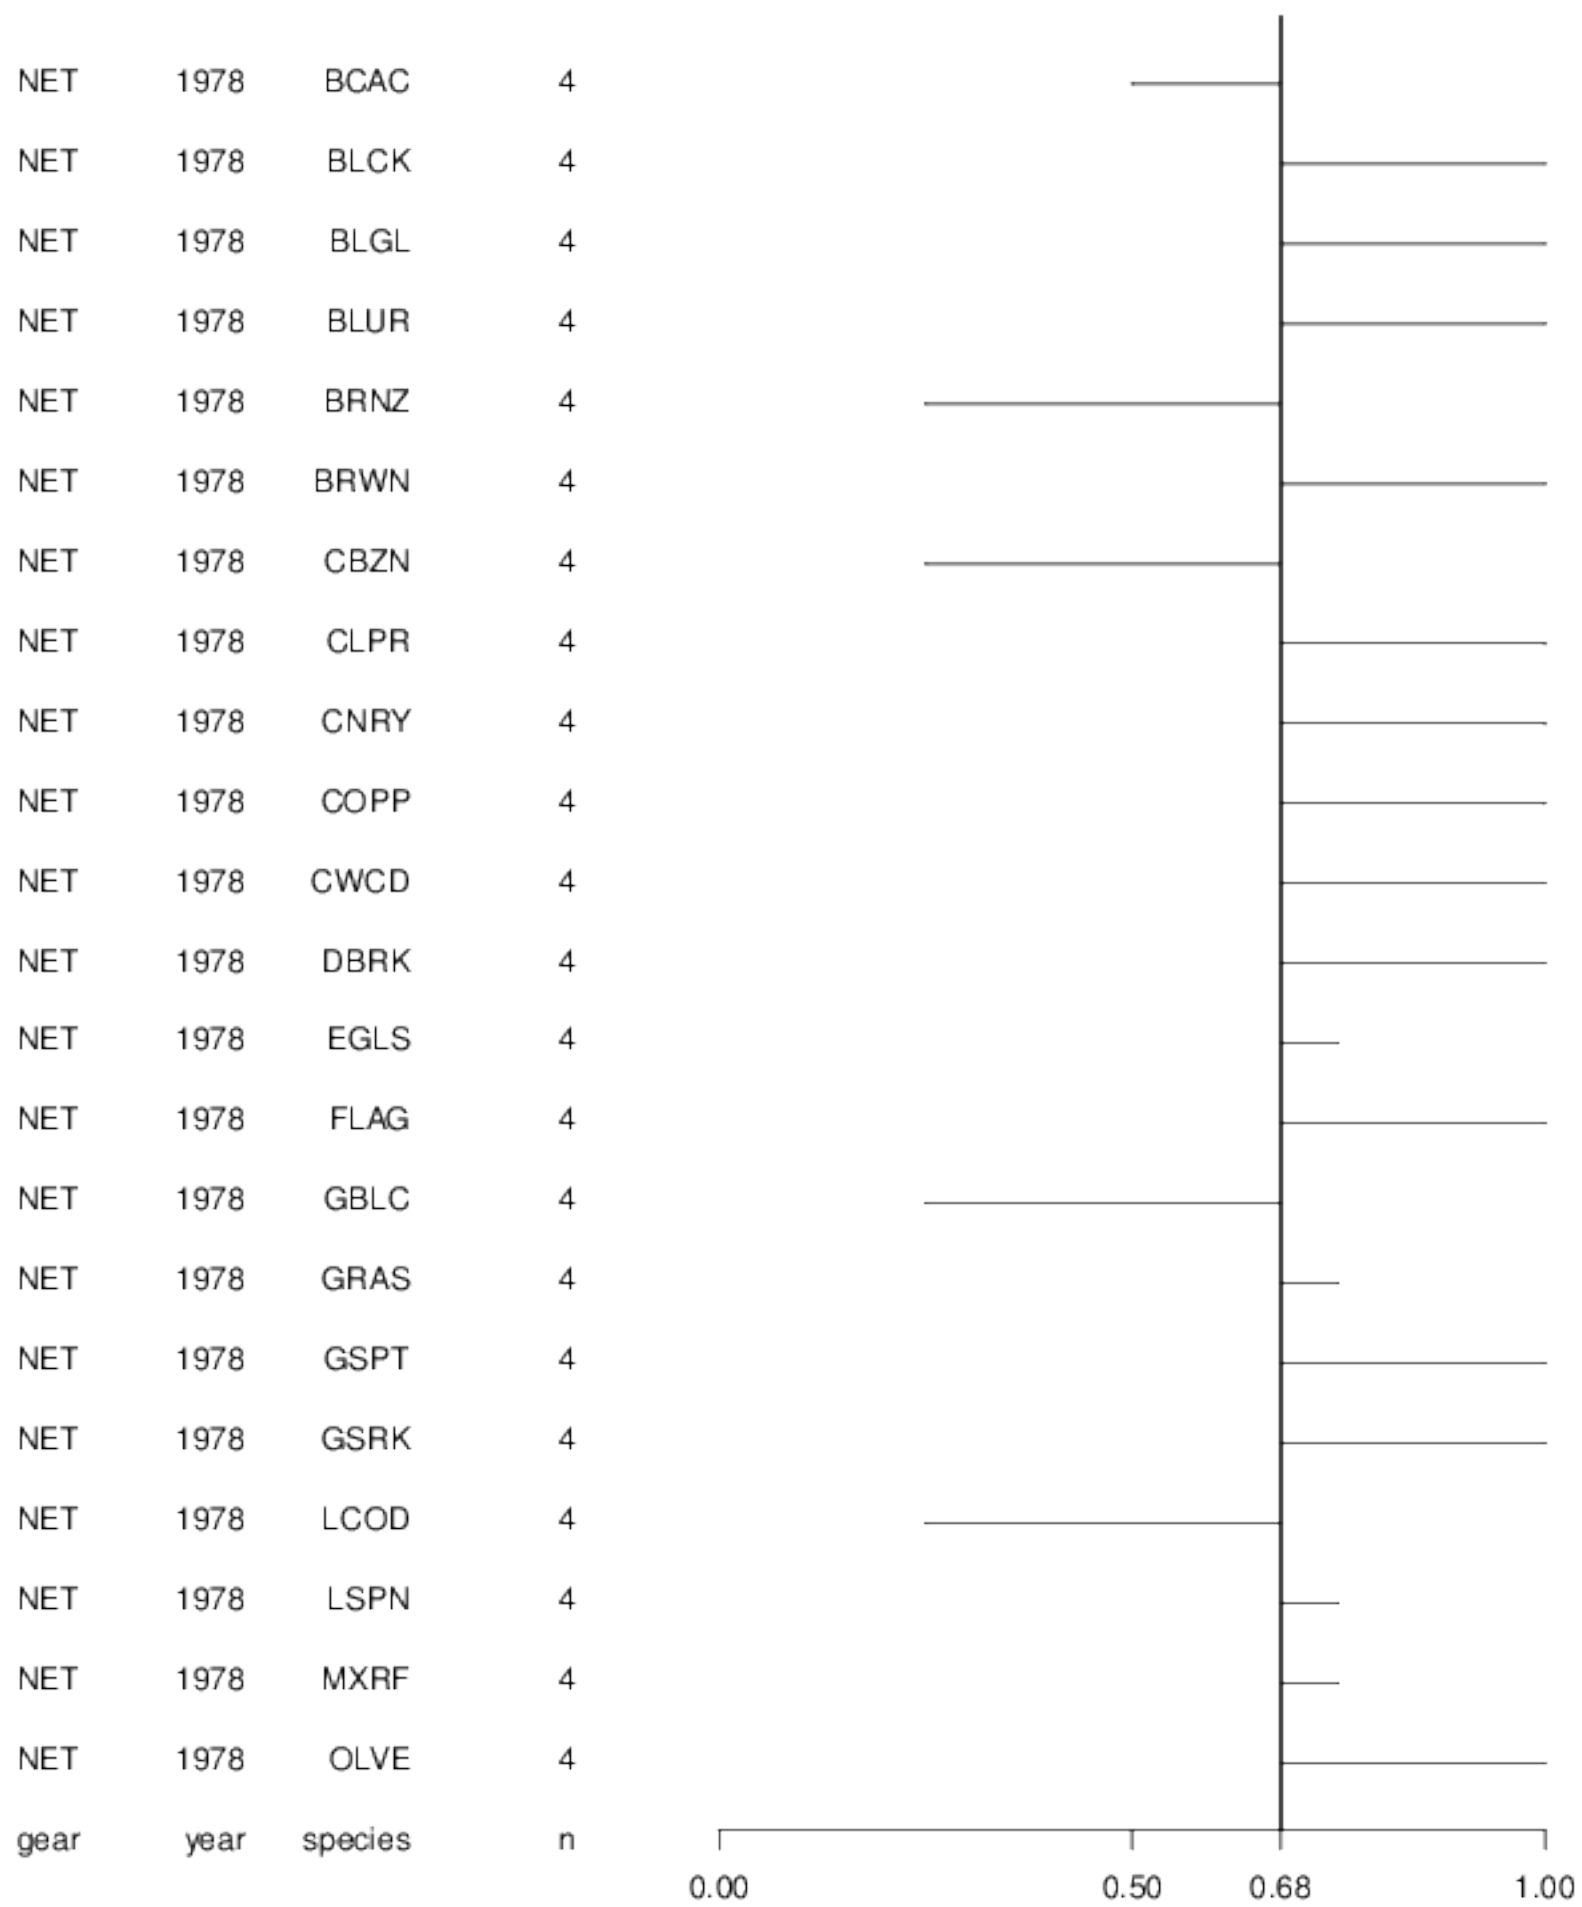 NET 1978 BCAC 4
NET 1978 BLCK 4
NET 1978 BLGL 4
NET 1978 BLUR 4
NET 1978 BRNZ 4
NET 1978 BRWN 4
NET 1978 CBZN 4
NET 1978 CLPR 4
NET 1978 CNRY 4
NET 1978 COPP 4
NET 1978 CWCD 4
NET 1978 DBRK 4
NET 1978 EGLS 4
NET 1978 FLAG 4
NET 1978 GBLC 4
NET 1978 GRAS 4
NET 1978 GSPT 4
NET 1978 GSRK 4
NET 1978 LCOD 4
NET 1978 LSPN 4
NET 1978 MXRF 4
NET 1978 OLVE 4
gear year species n
0.00 0.50 0.68 1.00